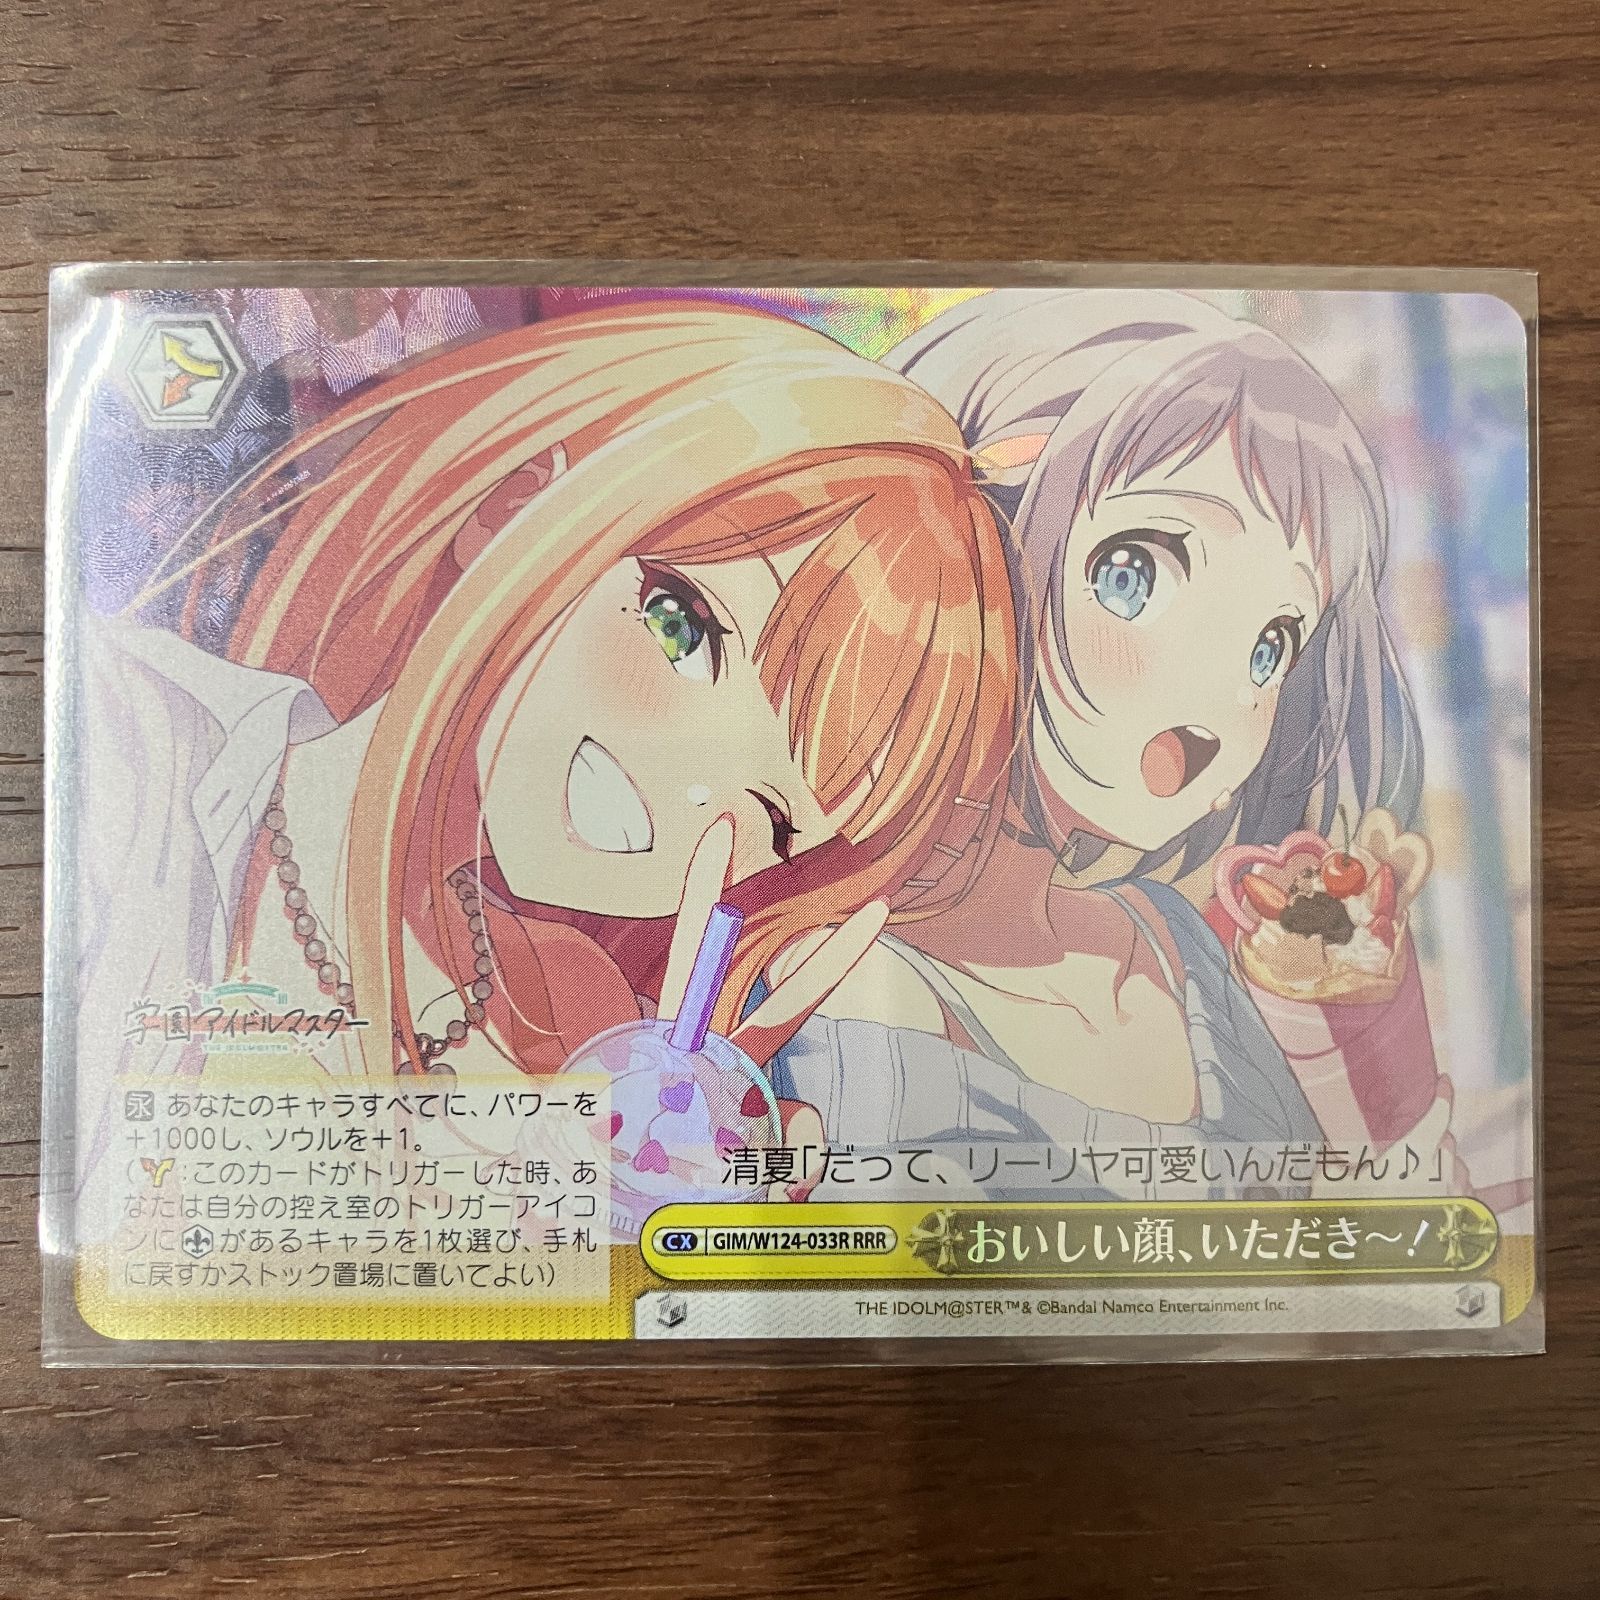 学園アイドルマスター
THE IDOLM@STER
永 あなたのキャラすべてに、パワーを
+1000し、ソウルを+1。
(:このカードがトリガーした時、あ
なたは自分の控え室のトリガーアイコ
ンにがあるキャラを1枚選び、手札
に戻すかストック置場に置いてよい)
清夏「だって、リーリヤ可愛いんだもん♪」
CX GIM/W124-033R RRR おいしい顔、いただき~!
THE IDOLM@STER™& ©Bandai Namco Entertainment Inc.